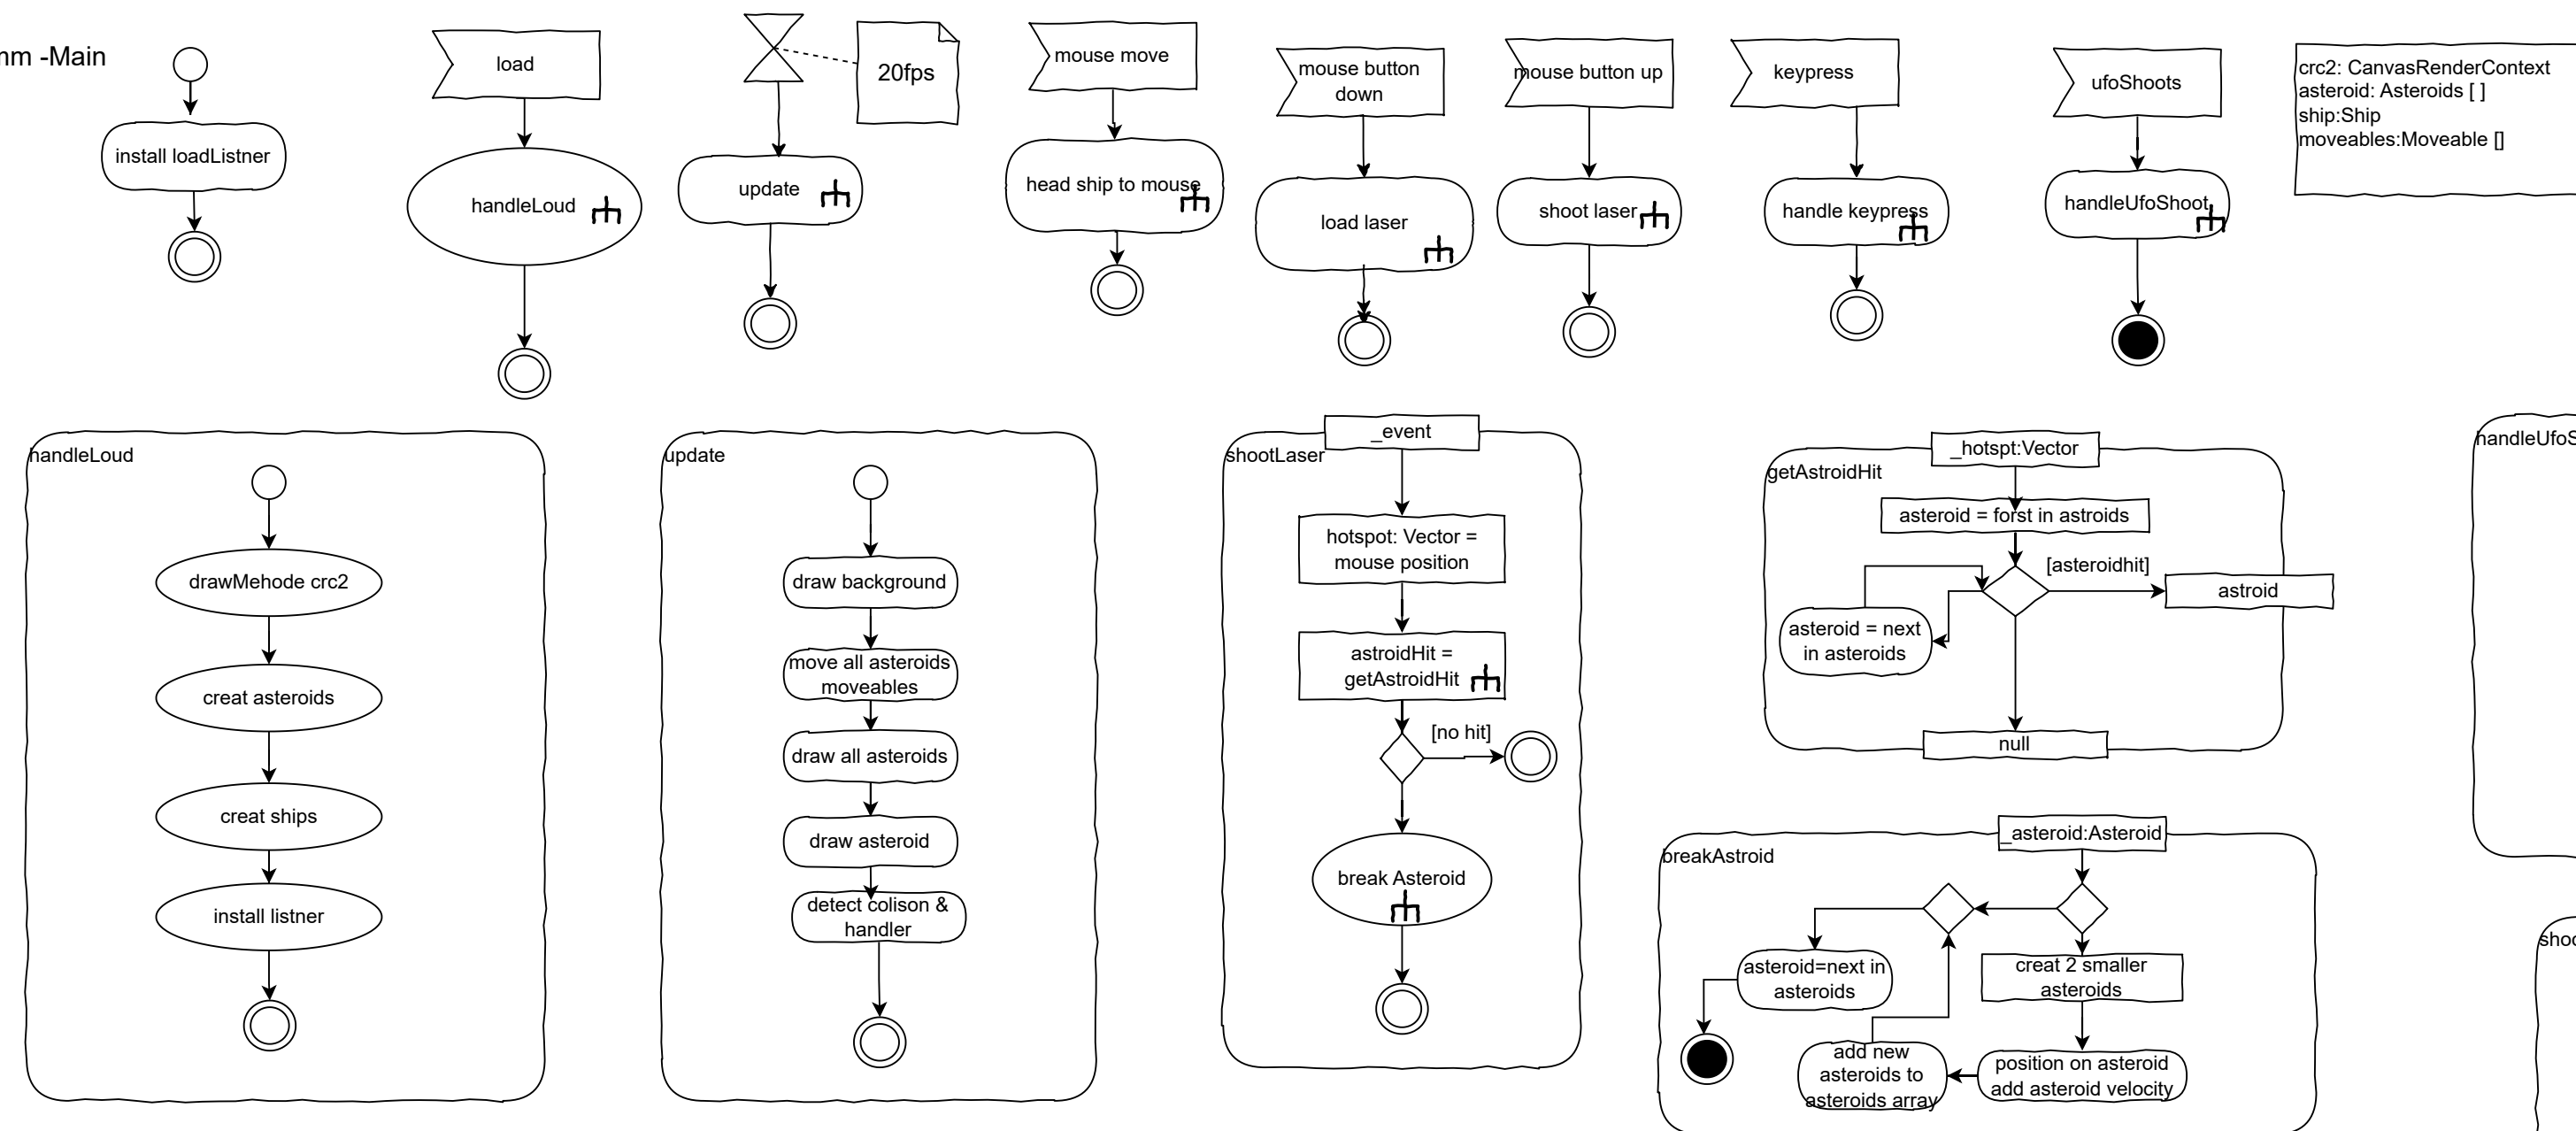 mm -Main
install loadListner
load
handleLoud
20fps
update
mouse move
head ship to mouse
mouse button
down
load laser
mouse button up
shoot laser
keypress
handle keypress
ufoShoots
handleUfoShoot
crc2: CanvasRenderContext
asteroid: Asteroids [ ]
ship:Ship
moveables:Moveable []
handleLoud
drawMehode crc2
creat asteroids
creat ships
install listner
update
draw background
move all asteroids
moveables
draw all asteroids
draw asteroid
detect colison &
handler
shootLaser
_event
hotspot: Vector =
mouse position
astroidHit =
getAstroidHit
[no hit]
break Asteroid
getAstroidHit
_hotspt:Vector
asteroid = forst in astroids
[asteroidhit]
astroid
asteroid = next
in asteroids
null
breakAstroid
_asteroid:Asteroid
asteroid=next in
asteroids
creat 2 smaller
asteroids
add new
asteroids to
asteroids array
position on asteroid
add asteroid velocity
handleUfoS
shoo